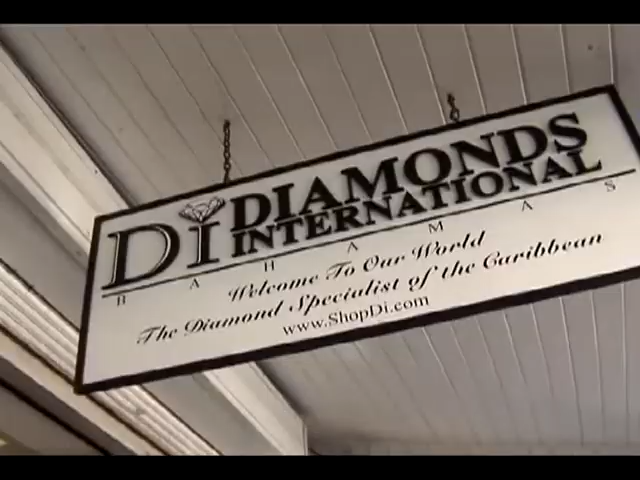 DI DIAMONDS
INTERNATIONAL
BAHAMAS
Welcome To Our World
The Diamond Specialist of the Caribbean
www.ShopDi.com